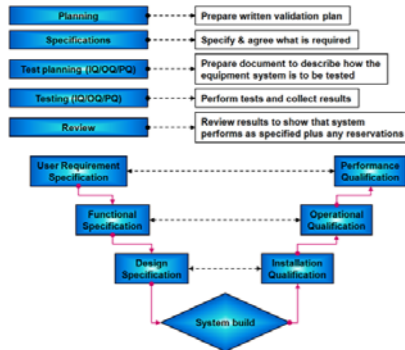 Planning
Prepare written validation plan
Specifications
Specify & agree what is required
Test planning (IQ/OQ/PQ)
Prepare document to describe how the
equipment system is to be tested
Testing (IQ/OQ/PQ)
Perform tests and collect results
Review
Review results to show that system
performs as specified plus any reservations
User Requirement
Specification
Performance
Qualification
Functional
Specification
Operational
Qualification
Design
Specification
Installation
Qualification
System build